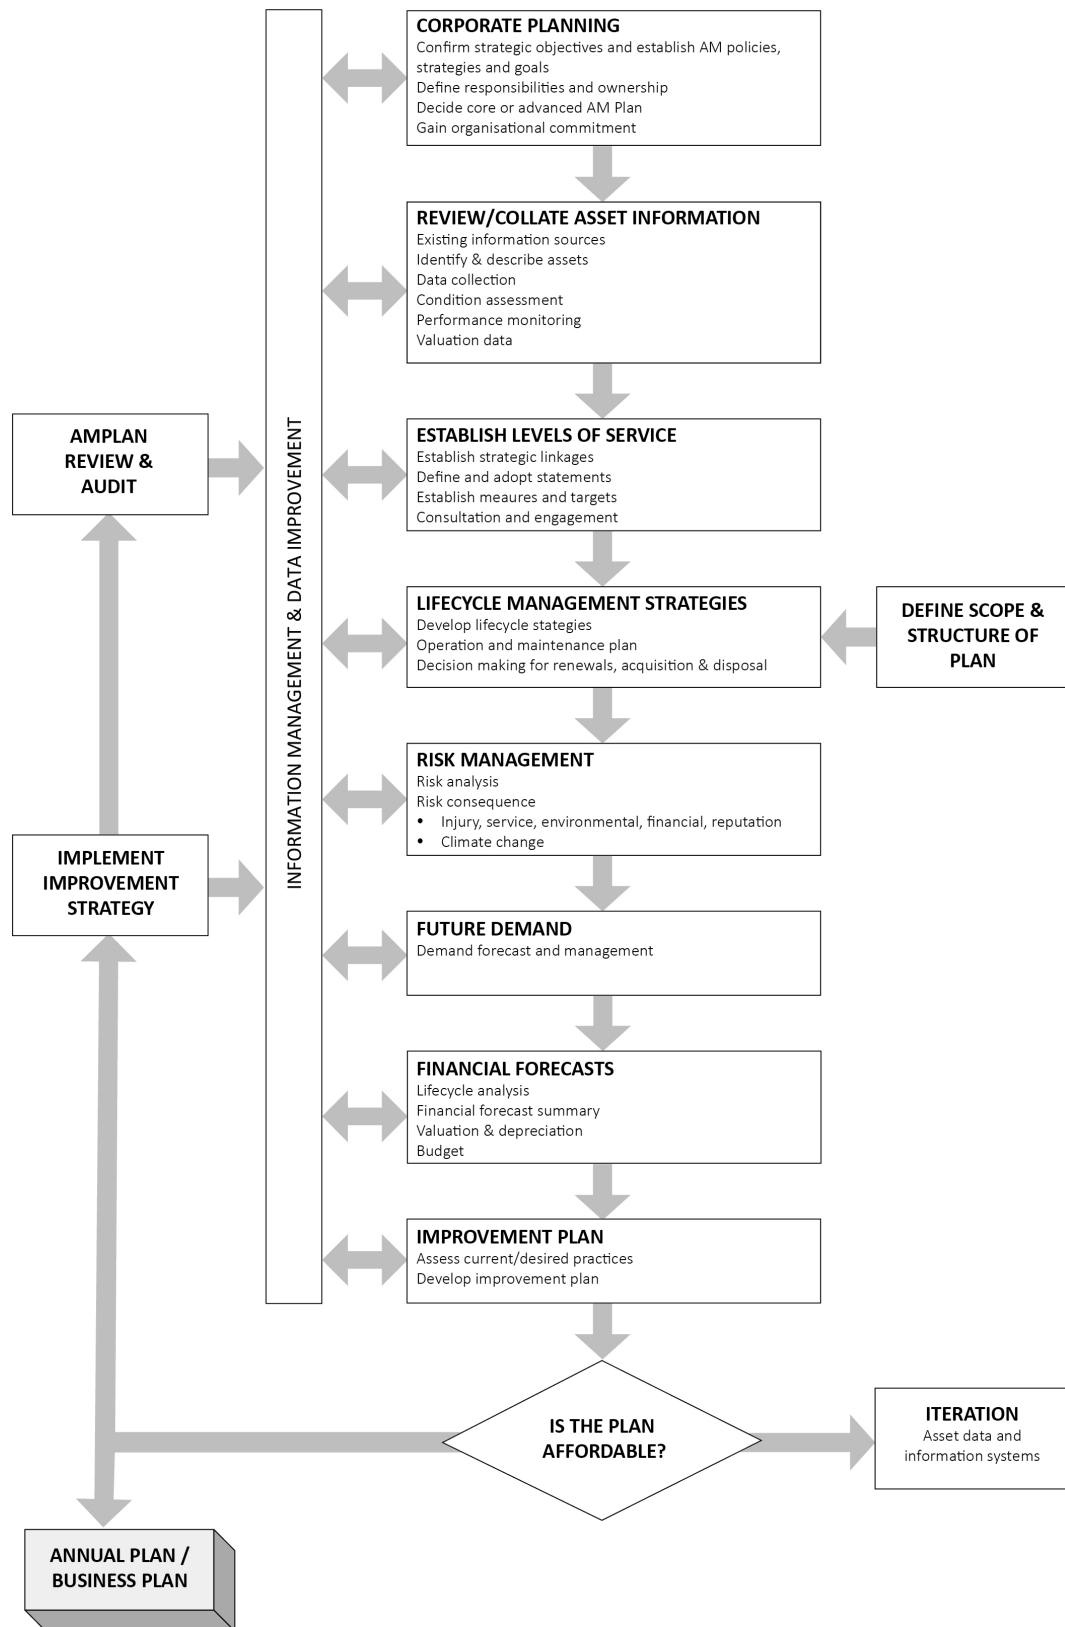 CORPORATE PLANNING
Confirm strategic objectives and establish AM policies,
strategies and goals
Define responsibilities and ownership
Decide core or advanced AM Plan
Gain organisational commitment
REVIEW/COLLATE ASSET INFORMATION
Existing information sources
Identify & describe assets
Data collection
Condition assessment
Performance monitoring
Valuation data
AMPLAN
REVIEW &
AUDIT
INFORMATION MANAGEMENT & DATA IMPROVEMENT
ESTABLISH LEVELS OF SERVICE
Establish strategic linkages
Define and adopt statements
Establish meaures and targets
Consultation and engagement
LIFECYCLE MANAGEMENT STRATEGIES
Develop lifecycle stategies
Operation and maintenance plan
Decision making for renewals, acquisition & disposal
DEFINE SCOPE &
STRUCTURE OF
PLAN
RISK MANAGEMENT
Risk analysis
Risk consequence
• Injury, service, environmental, financial, reputation
• Climate change
IMPLEMENT
IMPROVEMENT
STRATEGY
FUTURE DEMAND
Demand forecast and management
FINANCIAL FORECASTS
Lifecycle analysis
Financial forecast summary
Valuation & depreciation
Budget
IMPROVEMENT PLAN
Assess current/desired practices
Develop improvement plan
IS THE PLAN
AFFORDABLE?
ITERATION
Asset data and
information systems
ANNUAL PLAN /
BUSINESS PLAN